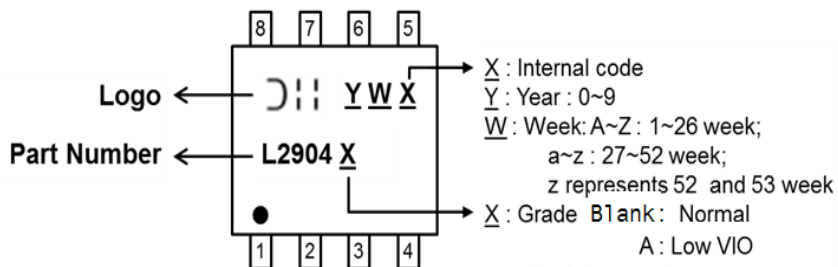 8 7 6 5
Logo
Y W X
Part Number
L2904 X
1 2 3 4
X : Internal code
Y : Year : 0~9
W : Week: A~Z : 1~26 week;
a~z : 27~52 week;
z represents 52 and 53 week
X : Grade Blank: Normal
A : Low VIO